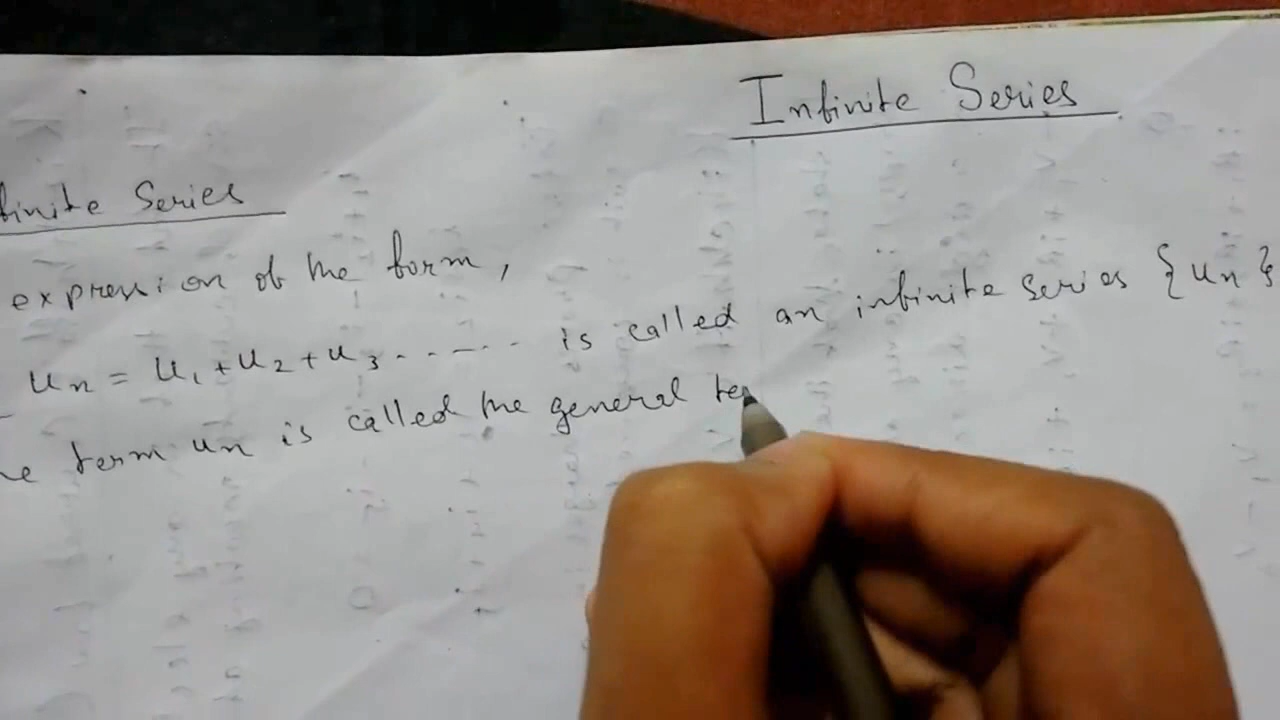 Infinite Series
finite Series
expression of the form,
un = u1 + u2 + u3 ...... is called an infinite series {un}
term un is called the general te